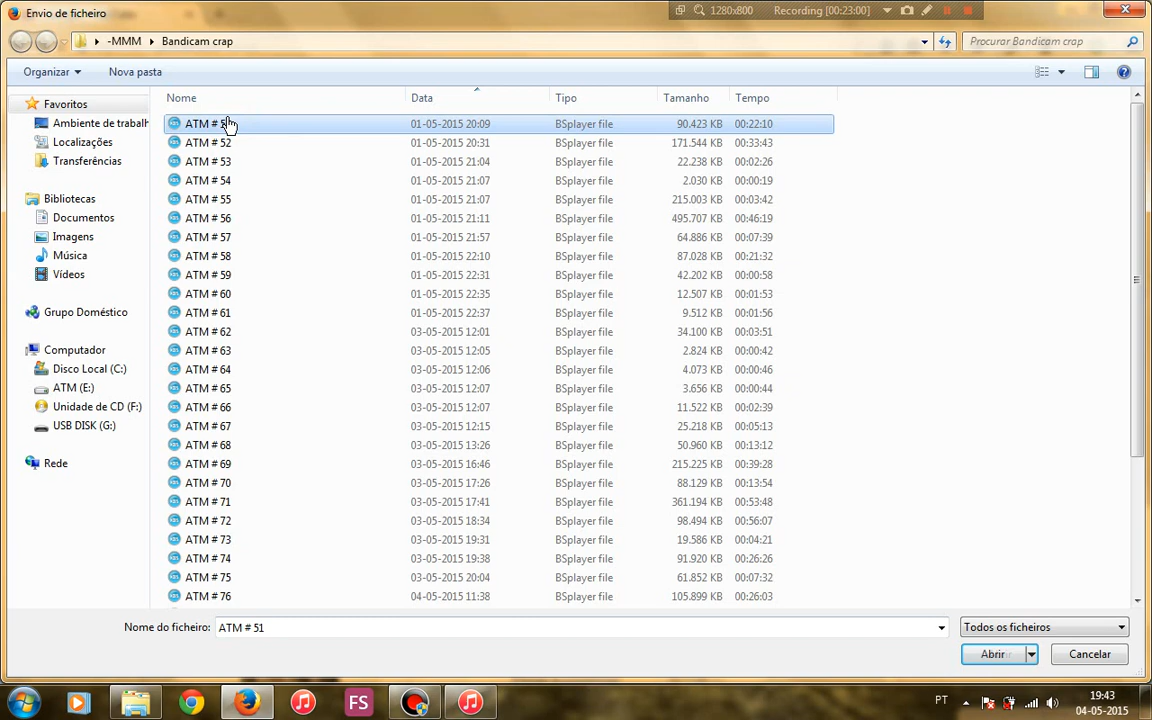 Envio de ficheiro
1280x800 Recording [00:23:00]
-MMM Bandicam crap
Procurar Bandicam crap
Organizar Nova pasta
Nome Data Tipo Tamanho Tempo
Favoritos
Ambiente de trabalh
Localizações
Transferências
Bibliotecas
Documentos
Imagens
Música
Vídeos
Grupo Doméstico
Computador
Disco Local (C:)
ATM (E:)
Unidade de CD (F:)
USB DISK (G:)
Rede
ATM # 5 01-05-2015 20:09 BSplayer file 90.423 KB 00:22:10
ATM # 52 01-05-2015 20:31 BSplayer file 171.544 KB 00:33:43
ATM # 53 01-05-2015 21:04 BSplayer file 22.238 KB 00:02:26
ATM # 54 01-05-2015 21:07 BSplayer file 2.030 KB 00:00:19
ATM # 55 01-05-2015 21:07 BSplayer file 215.003 KB 00:03:42
ATM # 56 01-05-2015 21:11 BSplayer file 495.707 KB 00:46:19
ATM # 57 01-05-2015 21:57 BSplayer file 64.886 KB 00:07:39
ATM # 58 01-05-2015 22:10 BSplayer file 87.028 KB 00:21:32
ATM # 59 01-05-2015 22:31 BSplayer file 42.202 KB 00:00:58
ATM # 60 01-05-2015 22:35 BSplayer file 12.507 KB 00:01:53
ATM # 61 01-05-2015 22:37 BSplayer file 9.512 KB 00:01:56
ATM # 62 03-05-2015 12:01 BSplayer file 34.100 KB 00:03:51
ATM # 63 03-05-2015 12:05 BSplayer file 2.824 KB 00:00:42
ATM # 64 03-05-2015 12:06 BSplayer file 4.073 KB 00:00:46
ATM # 65 03-05-2015 12:07 BSplayer file 3.656 KB 00:00:44
ATM # 66 03-05-2015 12:07 BSplayer file 11.522 KB 00:02:39
ATM # 67 03-05-2015 12:15 BSplayer file 25.218 KB 00:05:13
ATM # 68 03-05-2015 13:26 BSplayer file 50.960 KB 00:13:12
ATM # 69 03-05-2015 16:46 BSplayer file 215.225 KB 00:39:28
ATM # 70 03-05-2015 17:26 BSplayer file 88.129 KB 00:13:54
ATM # 71 03-05-2015 17:41 BSplayer file 361.194 KB 00:53:48
ATM # 72 03-05-2015 18:34 BSplayer file 98.494 KB 00:56:07
ATM # 73 03-05-2015 19:31 BSplayer file 19.586 KB 00:04:21
ATM # 74 03-05-2015 19:38 BSplayer file 91.920 KB 00:26:26
ATM # 75 03-05-2015 20:04 BSplayer file 61.852 KB 00:07:32
ATM # 76 04-05-2015 11:38 BSplayer file 105.899 KB 00:26:03
Nome do ficheiro: ATM # 51 Todos os ficheiros
Abrir Cancelar
FS
PT
19:43
04-05-2015